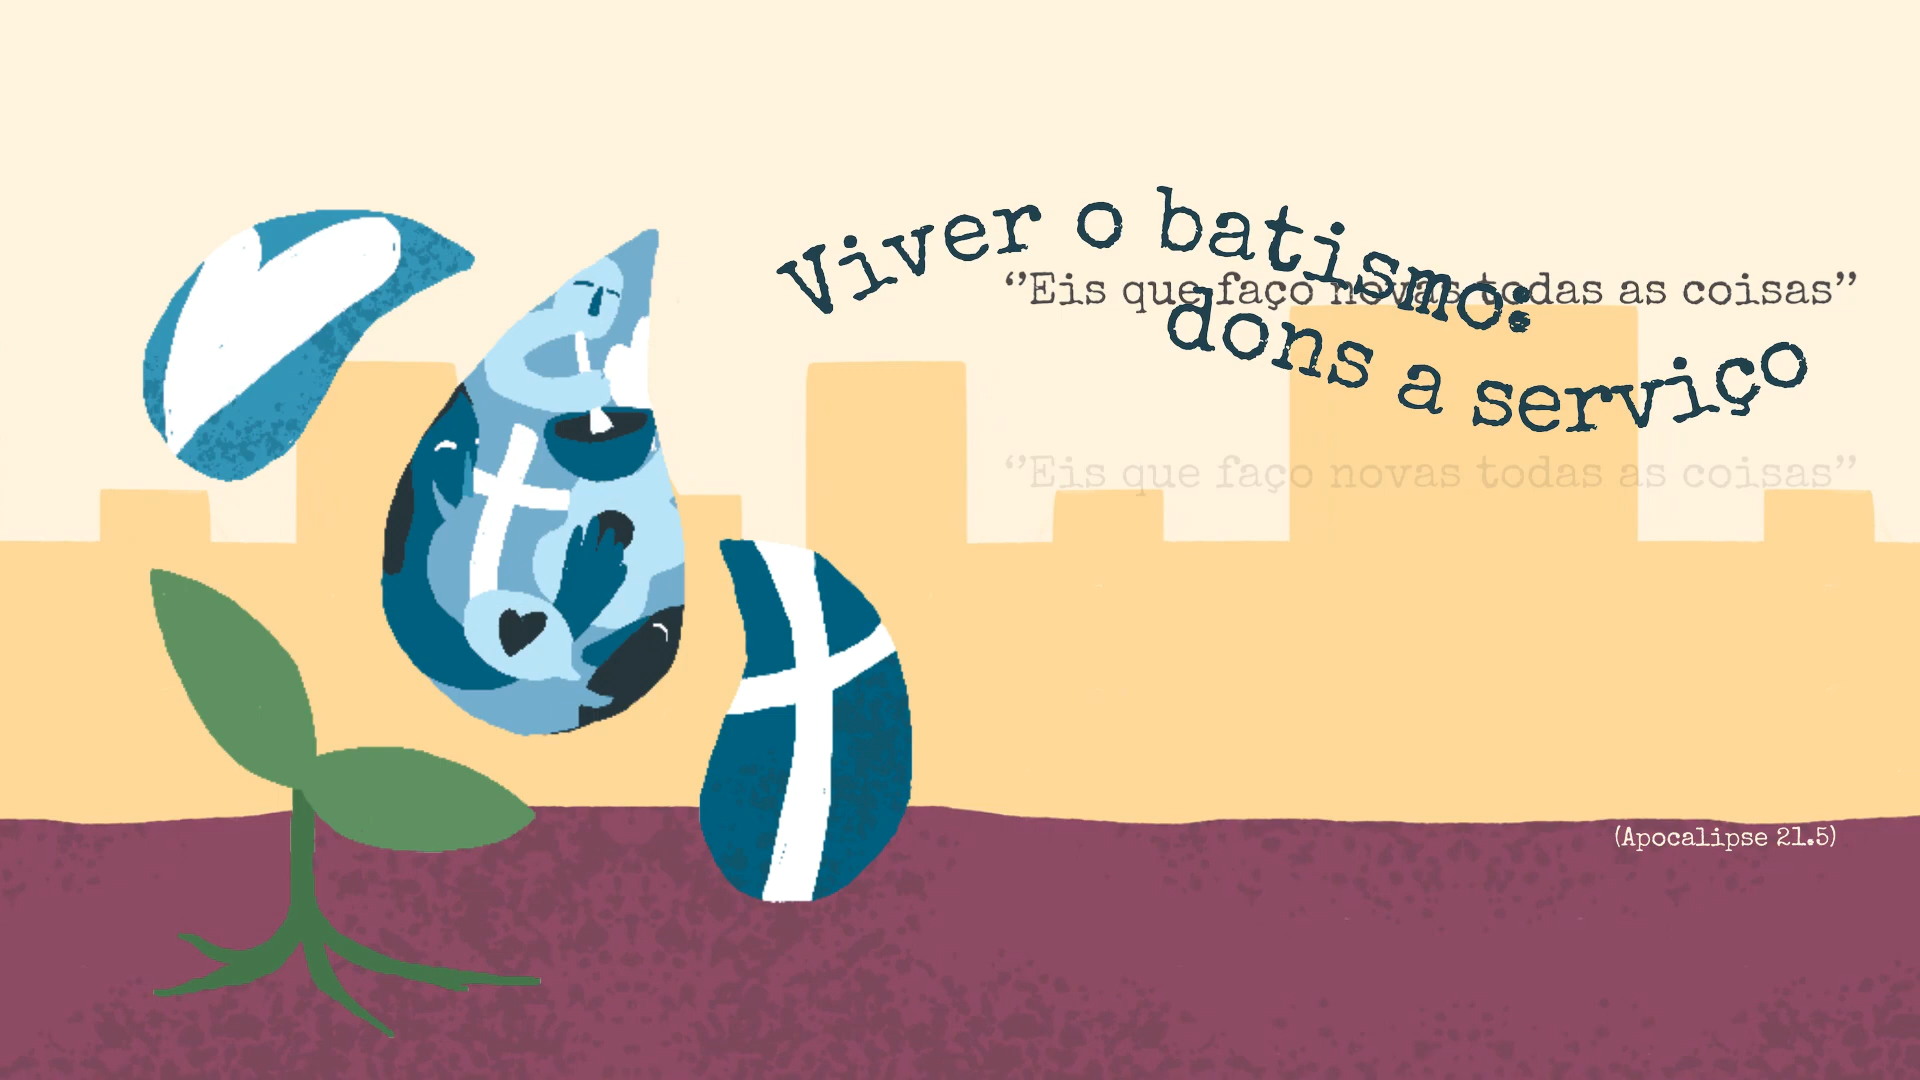 Viver o batismo:
‘’Eis que faço novas todas as coisas’’
dons a serviço
‘’Eis que faço novas todas as coisas’’
(Apocalipse 21.5)